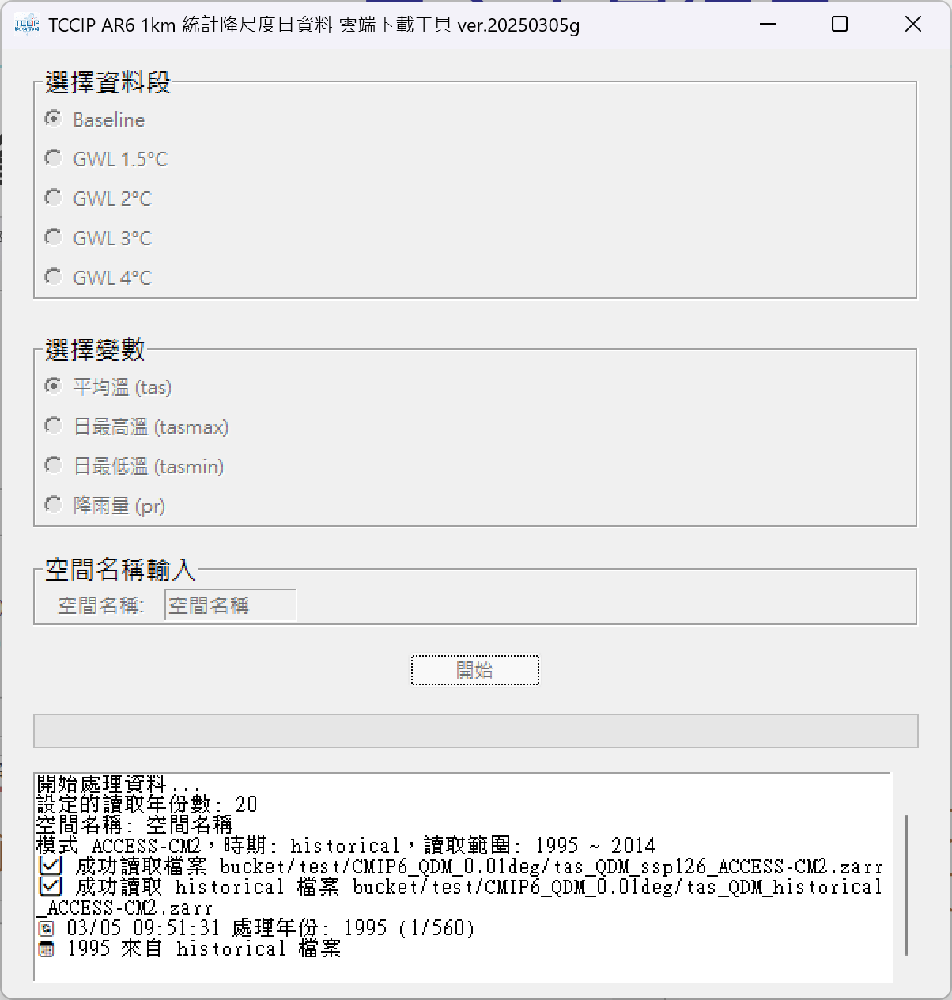 TCCIP AR6 1km 統計降尺度日資料 雲端下載工具 ver.20250305g
選擇資料段
Baseline
GWL 1.5°C
GWL 2°C
GWL 3°C
GWL 4°C
選擇變數
平均溫 (tas)
日最高溫 (tasmax)
日最低溫 (tasmin)
降雨量 (pr)
空間名稱輸入
空間名稱: 空間名稱
開始
開始處理資料...
設定的讀取年份數: 20
空間名稱: 空間名稱
模式 ACCESS-CM2，時期: historical，讀取範圍: 1995 ~ 2014
成功讀取檔案 bucket/test/CMIP6_QDM_0.01deg/tas_QDM_ssp126_ACCESS-CM2.zarr
成功讀取 historical 檔案 bucket/test/CMIP6_QDM_0.01deg/tas_QDM_historical
_ACCESS-CM2.zarr
03/05 09:51:31 處理年份: 1995 (1/560)
1995 來自 historical 檔案